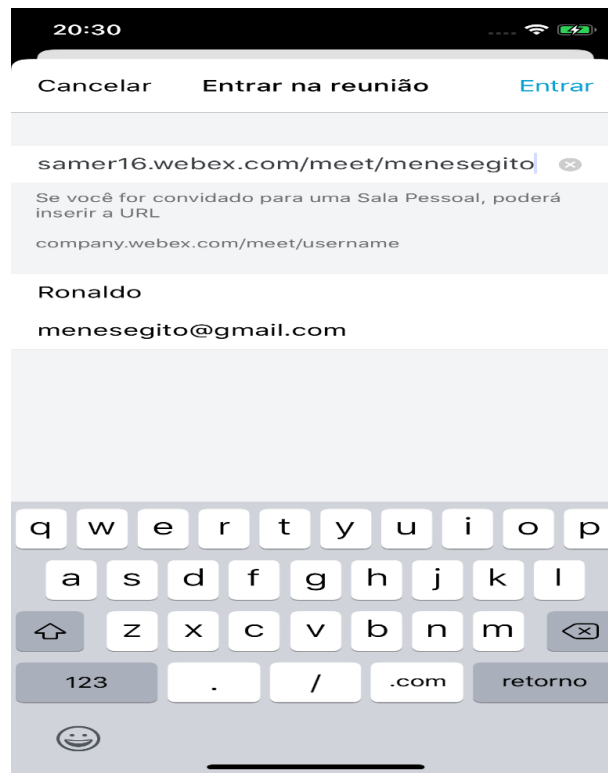 20:30
Cancelar Entrar na reunião Entrar
samer16.webex.com/meet/menesegito
Se você for convidado para uma Sala Pessoal, poderá
inserir a URL
company.webex.com/meet/username
Ronaldo
menesegito@gmail.com
q w e r t y u i o p
a s d f g h j k l
z x c v b n m
123 . / .com retorno